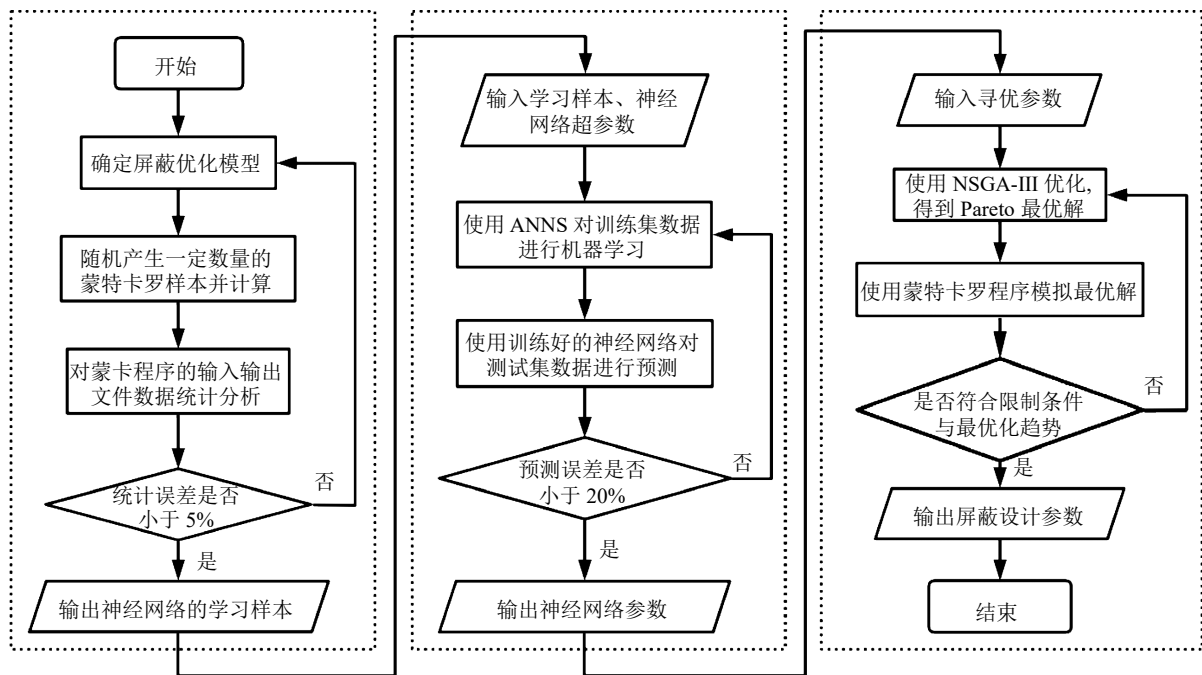 开始
确定屏蔽优化模型
随机产生一定数量的
蒙特卡罗样本并计算
对蒙卡程序的输入输出
文件数据统计分析
统计误差是否
小于 5%
否
是
输出神经网络的学习样本
输入学习样本、神经
网络超参数
使用 ANNS 对训练集数据
进行机器学习
使用训练好的神经网络对
测试集数据进行预测
预测误差是否
小于 20%
否
是
输出神经网络参数
输入寻优参数
使用 NSGA-III 优化,
得到 Pareto 最优解
使用蒙特卡罗程序模拟最优解
是否符合限制条件
与最优化趋势
否
是
输出屏蔽设计参数
结束